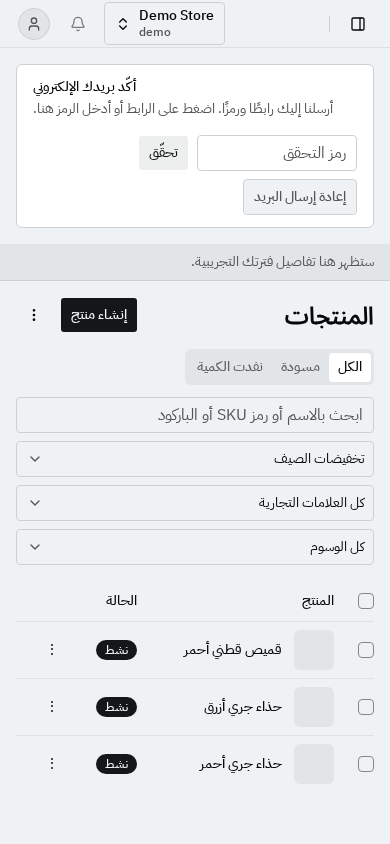 Demo Store
demo
أكّد بريدك الإلكتروني
أرسلنا إليك رابطًا ورمزًا. اضغط على الرابط أو أدخل الرمز هنا.
رمز التحقق
تحقّق
إعادة إرسال البريد
ستظهر هنا تفاصيل فترتك التجريبية.
المنتجات
إنشاء منتج
الكل
مسودة
نفدت الكمية
ابحث بالاسم أو رمز SKU أو الباركود
تخفيضات الصيف
كل العلامات التجارية
كل الوسوم
المنتج
الحالة
قميص قطني أحمر
نشط
حذاء جري أزرق
نشط
حذاء جري أحمر
نشط